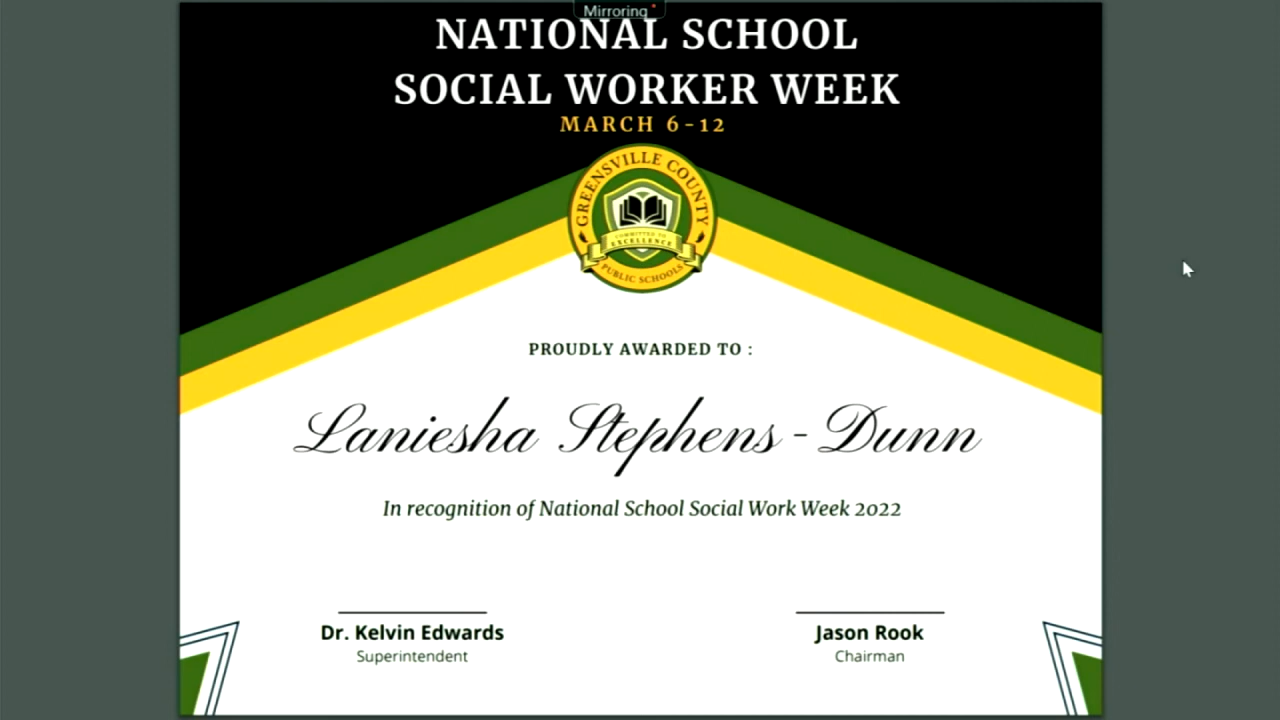 Mirroring
NATIONAL SCHOOL
SOCIAL WORKER WEEK
MARCH 6-12
GREENSVILLE COUNTY
COMMITTED TO
EXCELLENCE
PUBLIC SCHOOLS
PROUDLY AWARDED TO :
Laniesha Stephens - Dunn
In recognition of National School Social Work Week 2022
Dr. Kelvin Edwards
Superintendent
Jason Rook
Chairman